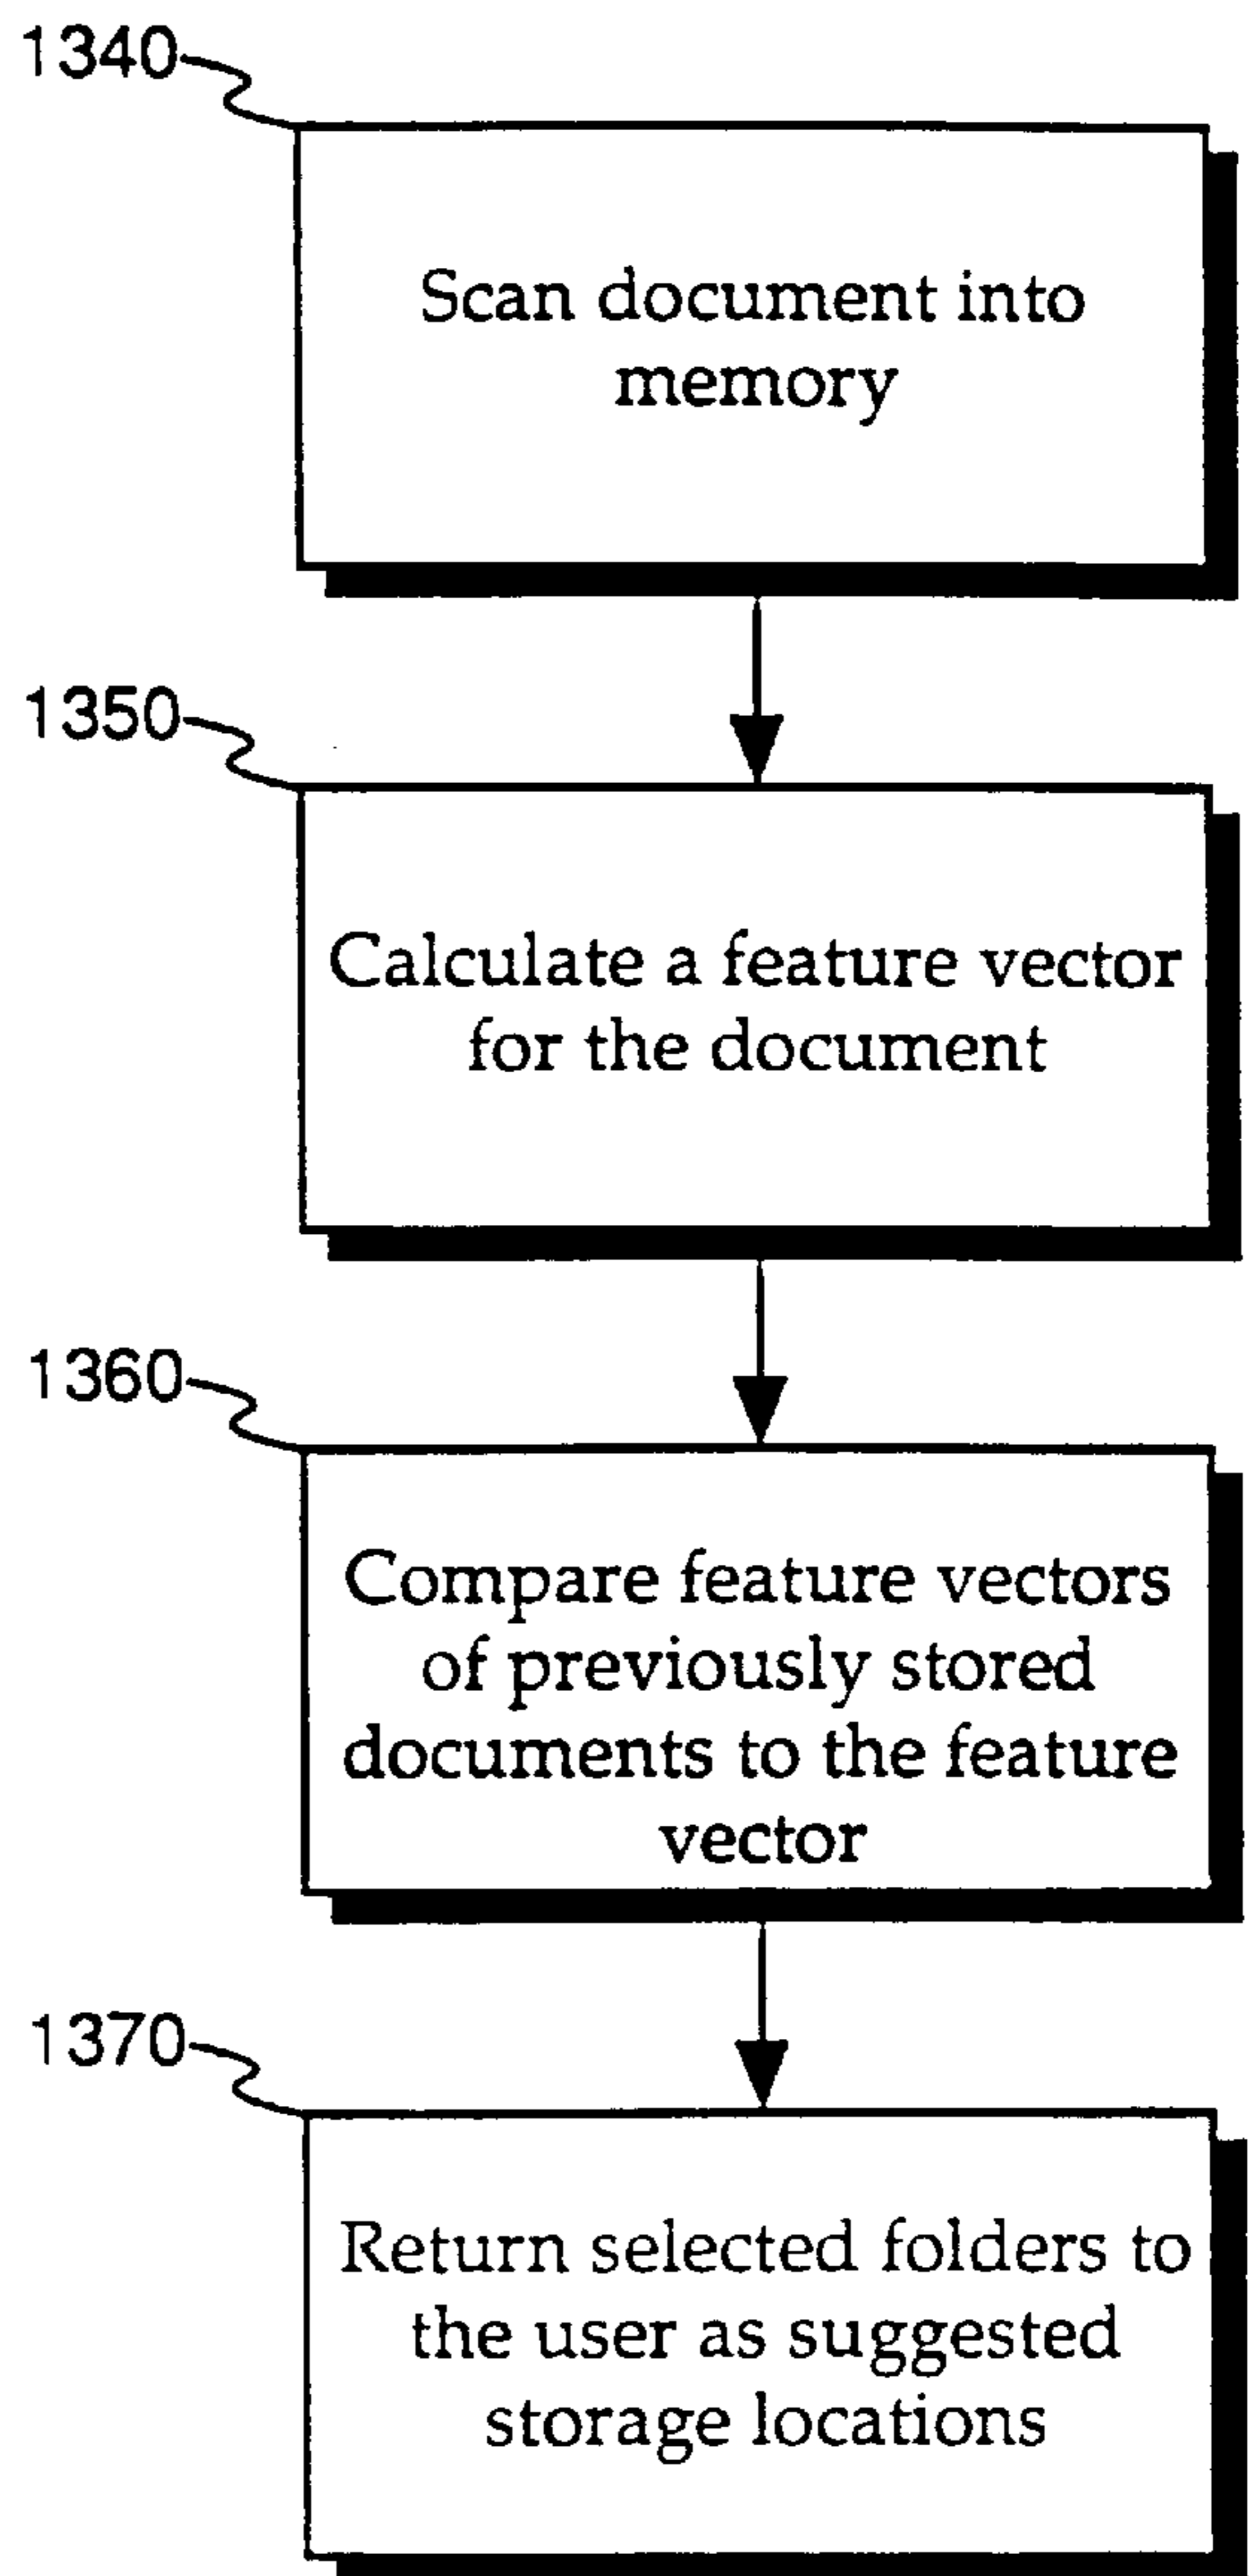 1340
Scan document into
memory
1350
Calculate a feature vector
for the document
1360
Compare feature vectors
of previously stored
documents to the feature
vector
1370
Return selected folders to
the user as suggested
storage locations